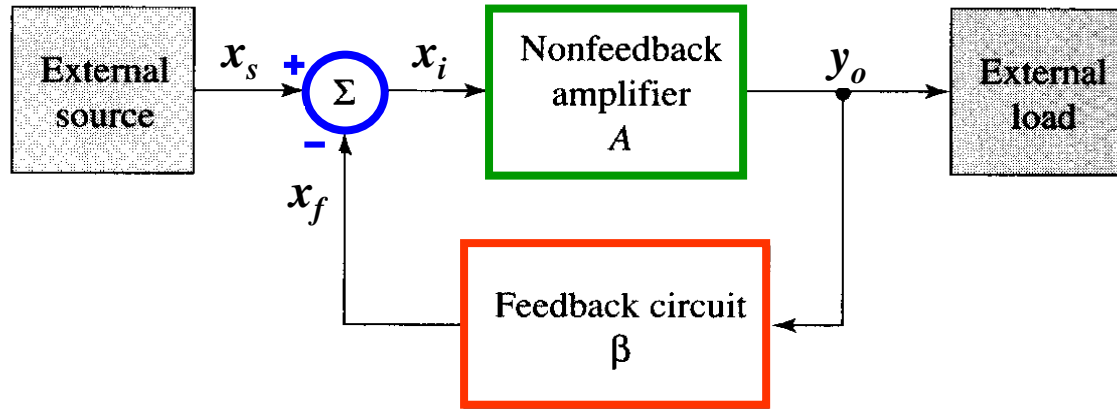 External
source
x_s
+
Σ
−
x_i
Nonfeedback
amplifier
A
y_o
External
load
x_f
Feedback circuit
β